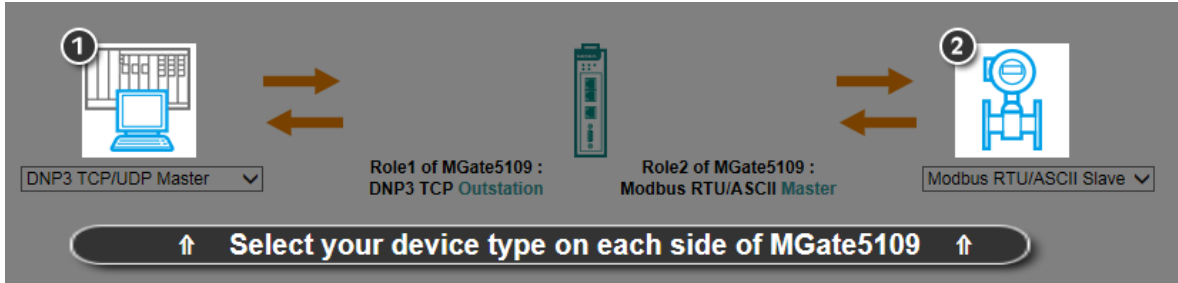 1
2
DNP3 TCP/UDP Master
Role1 of MGate5109 :
DNP3 TCP Outstation
Role2 of MGate5109 :
Modbus RTU/ASCII Master
Modbus RTU/ASCII Slave
⇑ Select your device type on each side of MGate5109 ⇑